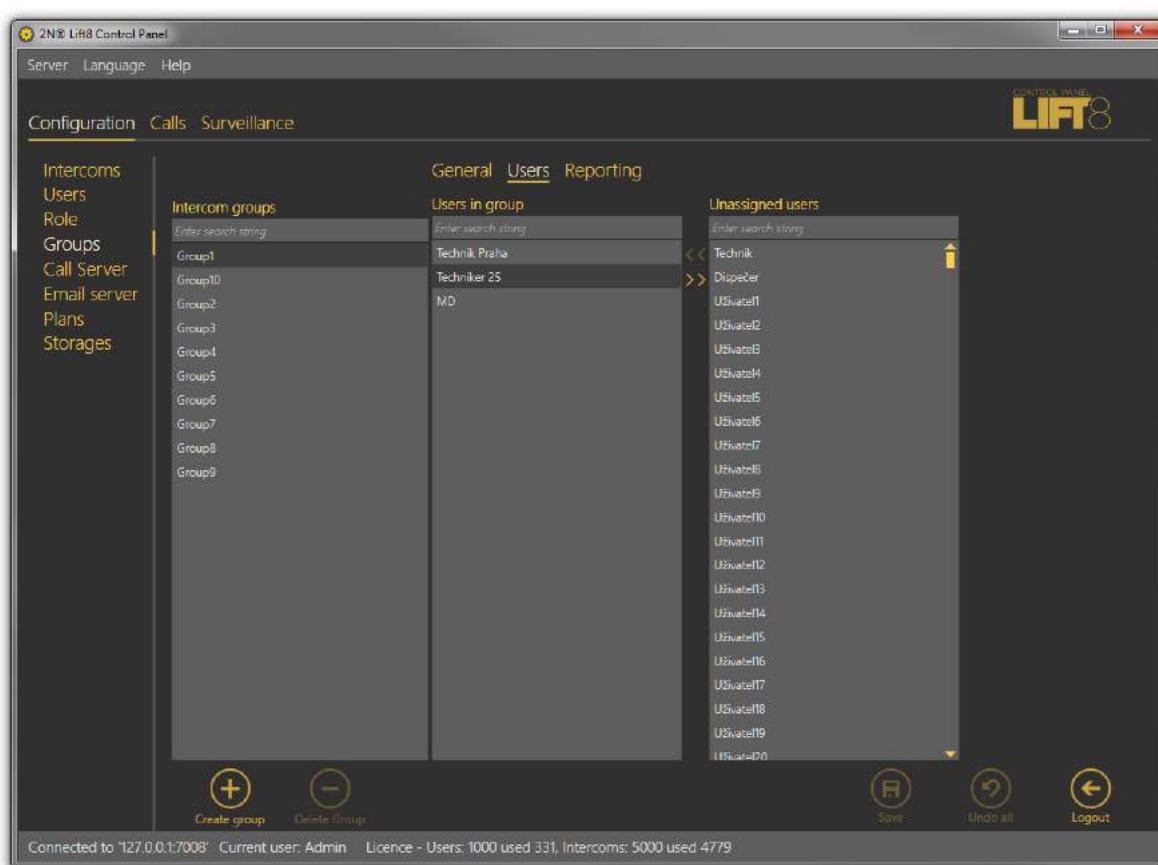 2N® Lift8 Control Panel
Server Language Help
CONTROL PANEL
LIFT8
Configuration Calls Surveillance
Intercoms
Users
Role
Groups
Call Server
Email server
Plans
Storages
General Users Reporting
Intercom groups
Enter search string
Group1
Group10
Group2
Group3
Group4
Group5
Group6
Group7
Group8
Group9
Users in group
Enter search string
Technik Praha
Techniker 25
MD
<<
>>
Unassigned users
Enter search string
Technik
Dispečer
Uživatel1
Uživatel2
Uživatel3
Uživatel4
Uživatel5
Uživatel6
Uživatel7
Uživatel8
Uživatel9
Uživatel10
Uživatel11
Uživatel12
Uživatel13
Uživatel14
Uživatel15
Uživatel16
Uživatel17
Uživatel18
Uživatel19
Uživatel20
Create group
Delete Group
Save
Undo all
Logout
Connected to '127.0.0.1:7008' Current user: Admin Licence - Users: 1000 used 331, Intercoms: 5000 used 4779